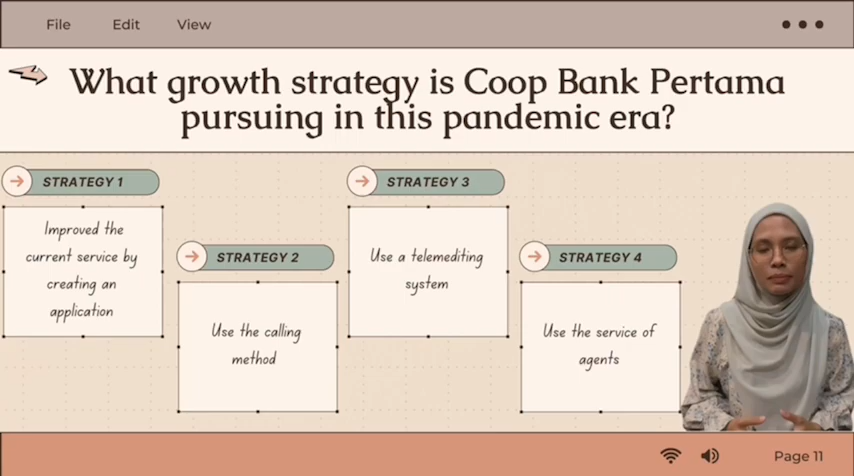 File Edit View
What growth strategy is Coop Bank Pertama
pursuing in this pandemic era?
STRATEGY 1
Improved the
current service by
creating an
application
STRATEGY 2
Use the calling
method
STRATEGY 3
Use a telemediting
system
STRATEGY 4
Use the service of
agents
Page 11